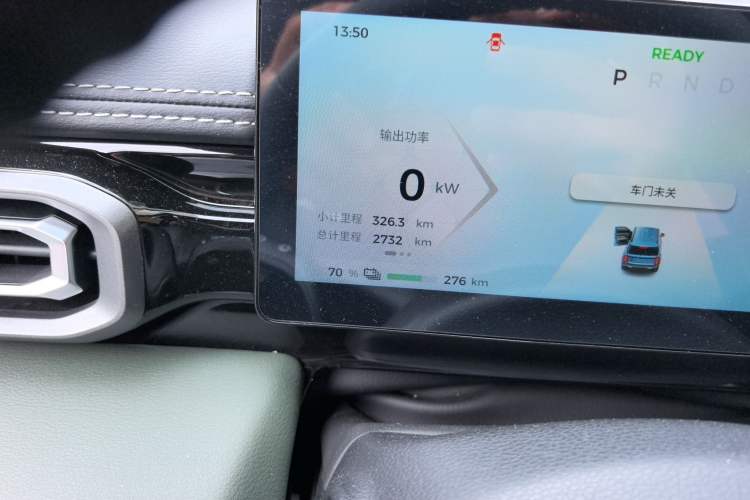 13:50
READY
P R N D
输出功率
0 kW
车门未关
小计里程 326.3 km
总计里程 2732 km
70 % 276 km